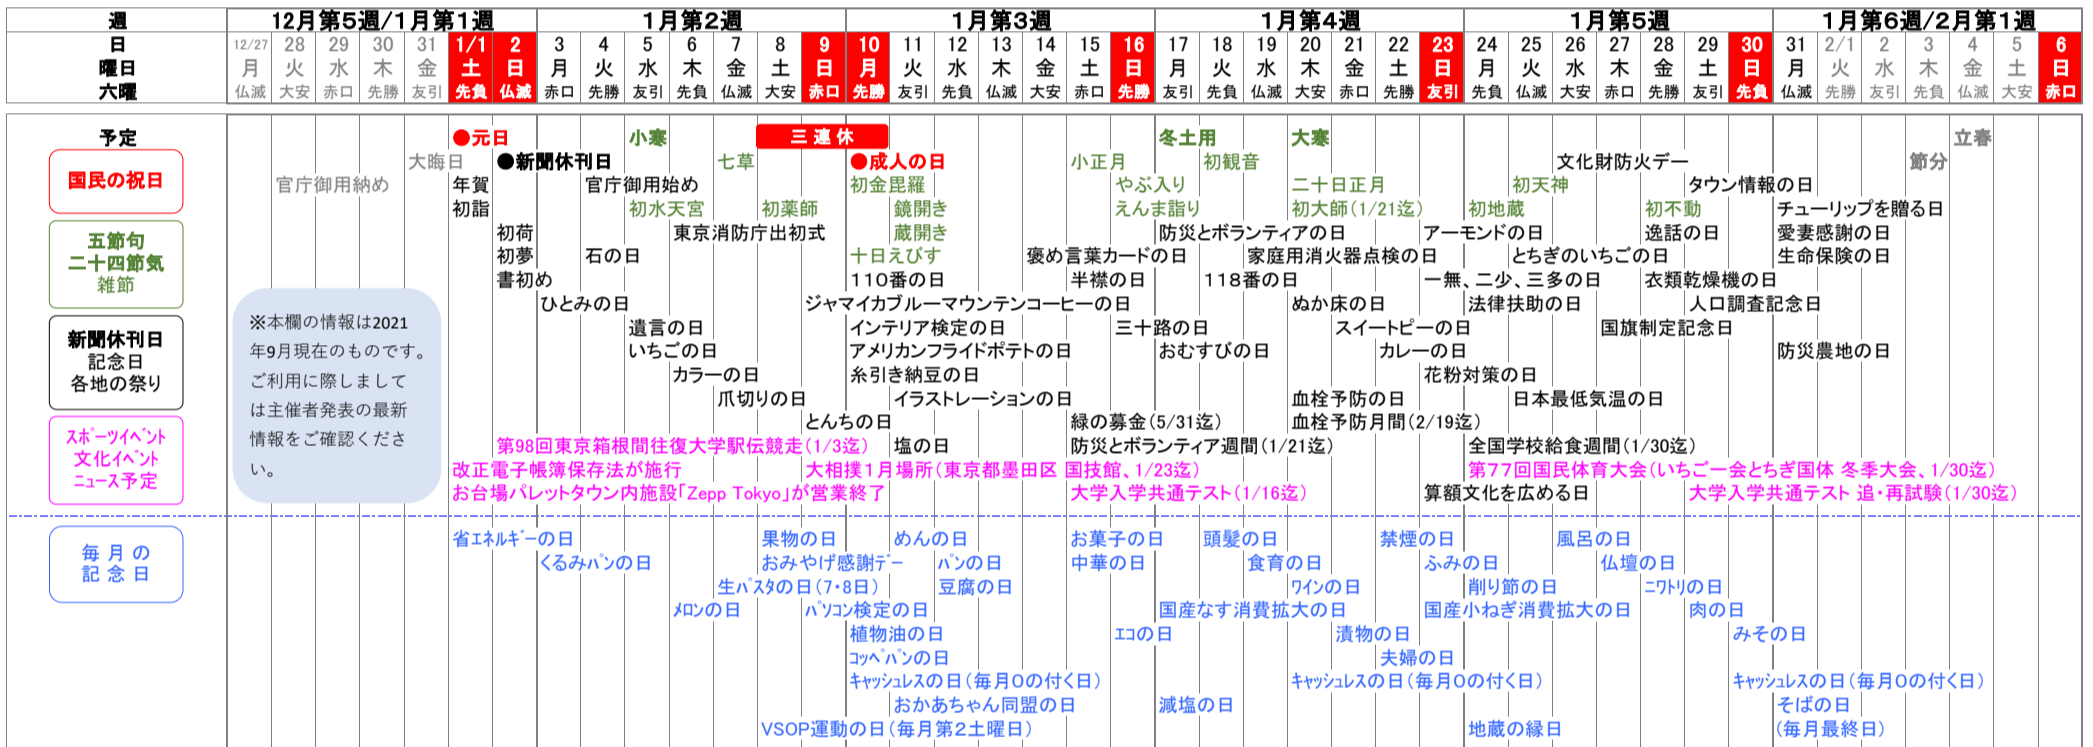 週 12月第5週/1月第1週 1月第2週 1月第3週 1月第4週 1月第5週 1月第6週/2月第1週
日 12/27 28 29 30 31 1/1 2 3 4 5 6 7 8 9 10 11 12 13 14 15 16 17 18 19 20 21 22 23 24 25 26 27 28 29 30 31 2/1 2 3 4 5 6
曜日 月 火 水 木 金 土 日 月 火 水 木 金 土 日 月 火 水 木 金 土 日 月 火 水 木 金 土 日 月 火 水 木 金 土 日 月 火 水 木 金 土 日
六曜 仏滅 大安 赤口 先勝 友引 先負 仏滅 赤口 先勝 友引 先負 仏滅 大安 赤口 先勝 友引 先負 仏滅 大安 赤口 先勝 友引 先負 仏滅 大安 赤口 先勝 友引 先負 仏滅 大安 赤口 先勝 友引 先負 仏滅 先勝 友引 先負 仏滅 大安 赤口
予定 ●元日 小寒 三連休 冬土用 大寒 立春
大晦日 ●新聞休刊日 七草 ●成人の日 小正月 初観音 文化財防火デー 節分
国民の祝日
官庁御用納め 年賀 官庁御用始め 初金毘羅 やぶ入り 二十日正月 初天神 タウン情報の日
初詣 初水天宮 初薬師 鏡開き えんま詣り 初大師(1/21迄) 初地蔵 初不動 チューリップを贈る日
五節句
二十四節気
雑節
初荷 東京消防庁出初式 蔵開き 防災とボランティアの日 アーモンドの日 逸話の日 愛妻感謝の日
初夢 石の日 十日えびす 褒め言葉カードの日 家庭用消火器点検の日 とちぎのいちごの日 生命保険の日
書初め 110番の日 半襟の日 118番の日 一無、二少、三多の日 衣類乾燥機の日
ひとみの日 ジャマイカブルーマウンテンコーヒーの日 ぬか床の日 法律扶助の日 人口調査記念日
※本欄の情報は2021
年9月現在のものです。
ご利用に際しまして
は主催者発表の最新
情報をご確認くださ
い。
新聞休刊日
記念日
各地の祭り
遺言の日 インテリア検定の日 三十路の日 スイートピーの日 国旗制定記念日
いちごの日 アメリカンフライドポテトの日 おむすびの日 カレーの日 防災農地の日
カラーの日 糸引き納豆の日 花粉対策の日
爪切りの日 イラストレーションの日 血栓予防の日 日本最低気温の日
とんちの日 緑の募金(5/31迄) 血栓予防月間(2/19迄)
スポーツイベント
文化イベント
ニュース予定
第98回東京箱根間往復大学駅伝競走(1/3迄) 塩の日 防災とボランティア週間(1/21迄) 全国学校給食週間(1/30迄)
改正電子帳簿保存法が施行 大相撲1月場所(東京都墨田区 国技館、1/23迄) 第77回国民体育大会(いちご一会とちぎ国体 冬季大会、1/30迄)
お台場パレットタウン内施設「Zepp Tokyo」が営業終了 大学入学共通テスト(1/16迄) 算額文化を広める日 大学入学共通テスト 追・再試験(1/30迄)
毎月の
記念日
省エネルギーの日 果物の日 めんの日 お菓子の日 頭髪の日 禁煙の日 風呂の日
くるみパンの日 おみやげ感謝デー パンの日 中華の日 食育の日 ふみの日 仏壇の日
生パスタの日(7・8日) 豆腐の日 ワインの日 削り節の日 ニワトリの日
メロンの日 パソコン検定の日 国産なす消費拡大の日 国産小ねぎ消費拡大の日 肉の日
植物油の日 エコの日 漬物の日 みその日
コッペパンの日 夫婦の日
キャッシュレスの日(毎月0の付く日) キャッシュレスの日(毎月0の付く日) キャッシュレスの日(毎月0の付く日)
おかあちゃん同盟の日 減塩の日 そばの日
VSOP運動の日(毎月第2土曜日) 地蔵の縁日 (毎月最終日)